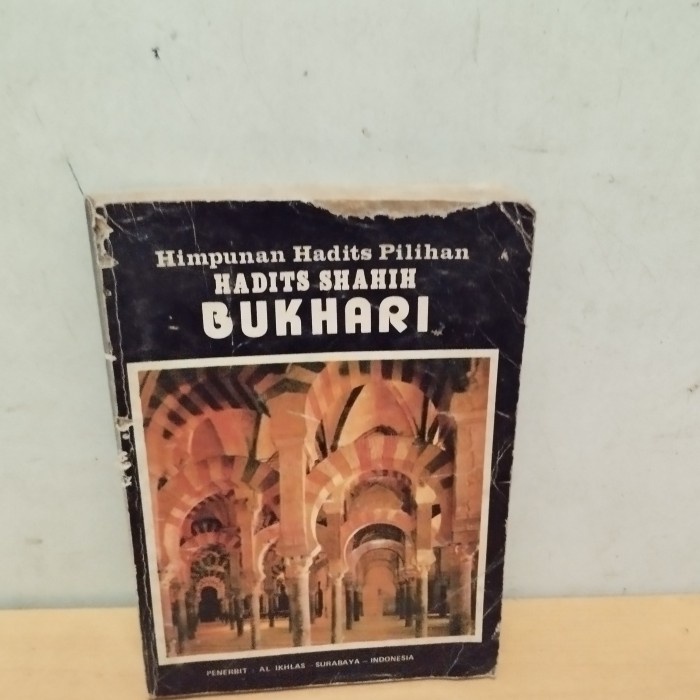 Himpunan Hadits Pilihan
HADITS SHAHIH
BUKHARI
PENERBIT : AL IKHLAS – SURABAYA – INDONESIA